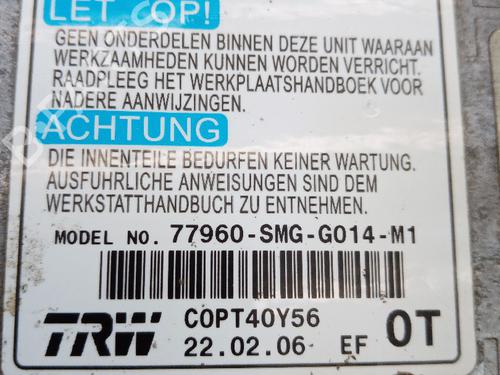 LET OP!
GEEN ONDERDELEN BINNEN DEZE UNIT WAARAAN
WERKZAAMHEDEN KUNNEN WORDEN VERRICHT.
RAADPLEEG HET WERKPLAATSHANDBOEK VOOR
NADERE AANWIJZINGEN.
ACHTUNG
DIE INNENTEILE BEDURFEN KEINER WARTUNG.
AUSFUHRLICHE ANWEISUNGEN SIND DEM
WERKSTATTHANDBUCH ZU ENTNEHMEN.
MODEL NO. 77960-SMG-G014-M1
TRW COPT40Y56
22.02.06 EF OT